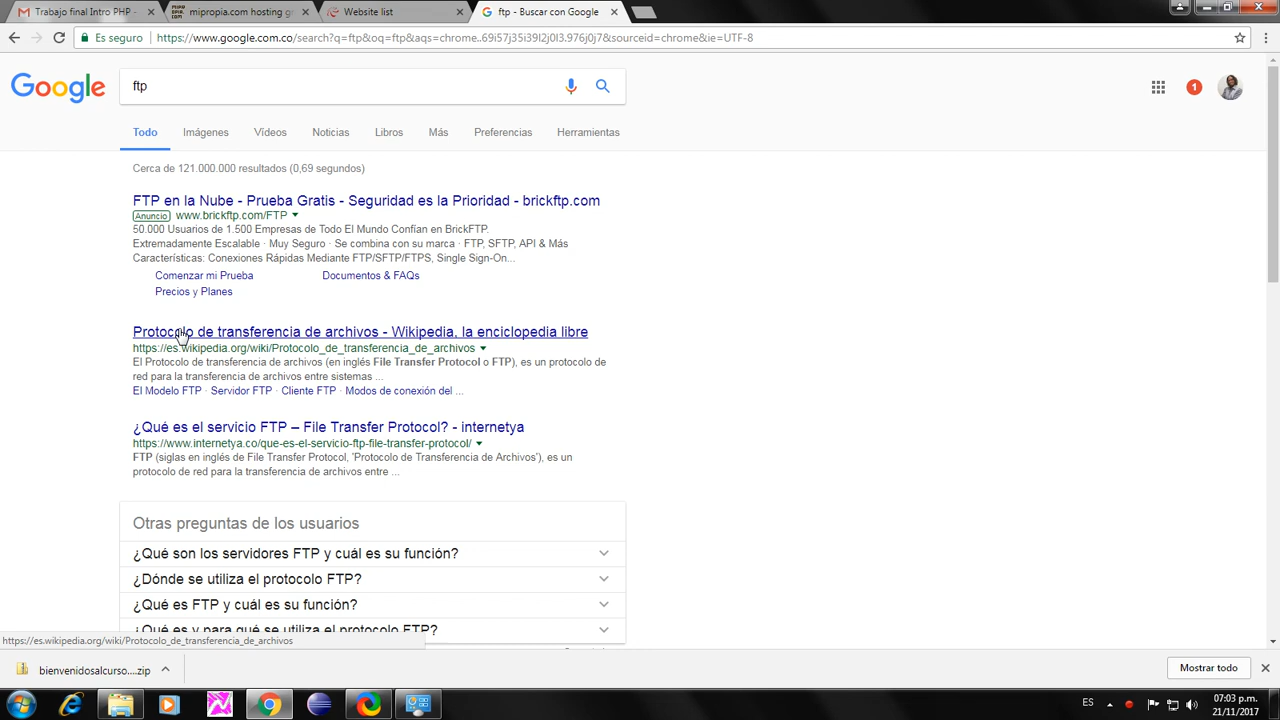 Trabajo final Intro PHP -
mipropia.com hosting gr
Website list
ftp - Buscar con Google
Es seguro
https://www.google.com.co/search?q=ftp&oq=ftp&aqs=chrome..69i57j35i39l2j0l3.976j0j7&sourceid=chrome&ie=UTF-8
Google
ftp
1
Todo Imágenes Vídeos Noticias Libros Más Preferencias Herramientas
Cerca de 121.000.000 resultados (0,69 segundos)
FTP en la Nube - Prueba Gratis - Seguridad es la Prioridad - brickftp.com
Anuncio www.brickftp.com/FTP
50.000 Usuarios de 1.500 Empresas de Todo El Mundo Confían en BrickFTP.
Extremadamente Escalable · Muy Seguro · Se combina con su marca · FTP, SFTP, API & Más
Características: Conexiones Rápidas Mediante FTP/SFTP/FTPS, Single Sign-On...
Comenzar mi Prueba Documentos & FAQs
Precios y Planes
Protocolo de transferencia de archivos - Wikipedia, la enciclopedia libre
https://es.wikipedia.org/wiki/Protocolo_de_transferencia_de_archivos
El Protocolo de transferencia de archivos (en inglés File Transfer Protocol o FTP), es un protocolo de
red para la transferencia de archivos entre sistemas ...
El Modelo FTP · Servidor FTP · Cliente FTP · Modos de conexión del ...
¿Qué es el servicio FTP – File Transfer Protocol? - internetya
https://www.internetya.co/que-es-el-servicio-ftp-file-transfer-protocol/
FTP (siglas en inglés de File Transfer Protocol, 'Protocolo de Transferencia de Archivos'), es un
protocolo de red para la transferencia de archivos entre ...
Otras preguntas de los usuarios
¿Qué son los servidores FTP y cuál es su función?
¿Dónde se utiliza el protocolo FTP?
¿Qué es FTP y cuál es su función?
¿Qué es y para qué se utiliza el protocolo FTP?
https://es.wikipedia.org/wiki/Protocolo_de_transferencia_de_archivos
bienvenidosalcurso....zip
Mostrar todo
ES
07:03 p.m.
21/11/2017